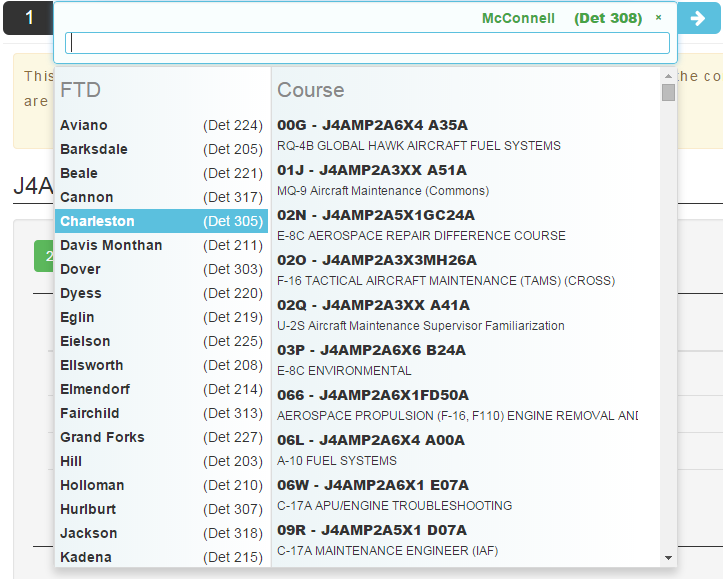 1
McConnell (Det 308) ×
This the co
are
J4A
2
FTD
Aviano (Det 224)
Barksdale (Det 205)
Beale (Det 221)
Cannon (Det 317)
Charleston (Det 305)
Davis Monthan (Det 211)
Dover (Det 303)
Dyess (Det 220)
Eglin (Det 219)
Eielson (Det 225)
Ellsworth (Det 208)
Elmendorf (Det 214)
Fairchild (Det 313)
Grand Forks (Det 227)
Hill (Det 203)
Holloman (Det 210)
Hurlburt (Det 307)
Jackson (Det 318)
Kadena (Det 215)
Course
00G - J4AMP2A6X4 A35A
RQ-4B GLOBAL HAWK AIRCRAFT FUEL SYSTEMS
01J - J4AMP2A3XX A51A
MQ-9 Aircraft Maintenance (Commons)
02N - J4AMP2A5X1GC24A
E-8C AEROSPACE REPAIR DIFFERENCE COURSE
02O - J4AMP2A3X3MH26A
F-16 TACTICAL AIRCRAFT MAINTENANCE (TAMS) (CROSS)
02Q - J4AMP2A3XX A41A
U-2S Aircraft Maintenance Supervisor Familiarization
03P - J4AMP2A6X6 B24A
E-8C ENVIRONMENTAL
066 - J4AMP2A6X1FD50A
AEROSPACE PROPULSION (F-16, F110) ENGINE REMOVAL AND
06L - J4AMP2A6X4 A00A
A-10 FUEL SYSTEMS
06W - J4AMP2A6X1 E07A
C-17A APU/ENGINE TROUBLESHOOTING
09R - J4AMP2A5X1 D07A
C-17A MAINTENANCE ENGINEER (IAF)